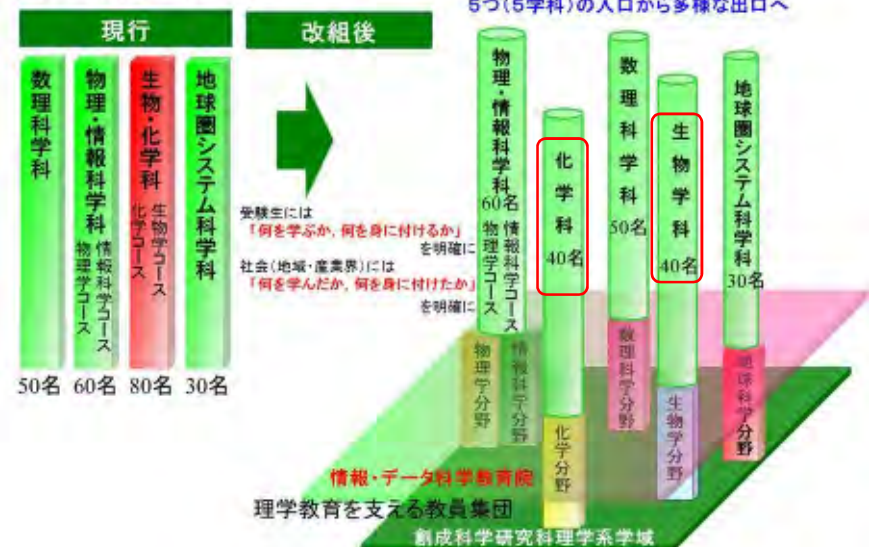 5つ(5学科)の入口から多様な出口へ
現行
改組後
数理科学科
物理・情報科学科
物理学コース
情報科学コース
生物・化学科
化学コース
生物学コース
地球圏システム科学科
50名
60名
80名
30名
受験生には
「何を学ぶか，何を身に付けるか」
を明確に
社会(地域・産業界)には
「何を学んだか，何を身に付けたか」
を明確に
物理・情報科学科
60名
物理学コース
情報科学コース
化学科
40名
数理科学科
50名
生物学科
40名
地球圏システム科学科
30名
物理学分野
情報科学分野
化学分野
数理科学分野
生物学分野
地球科学分野
情報・データ科学教育院
理学教育を支える教員集団
創成科学研究科理学系学域